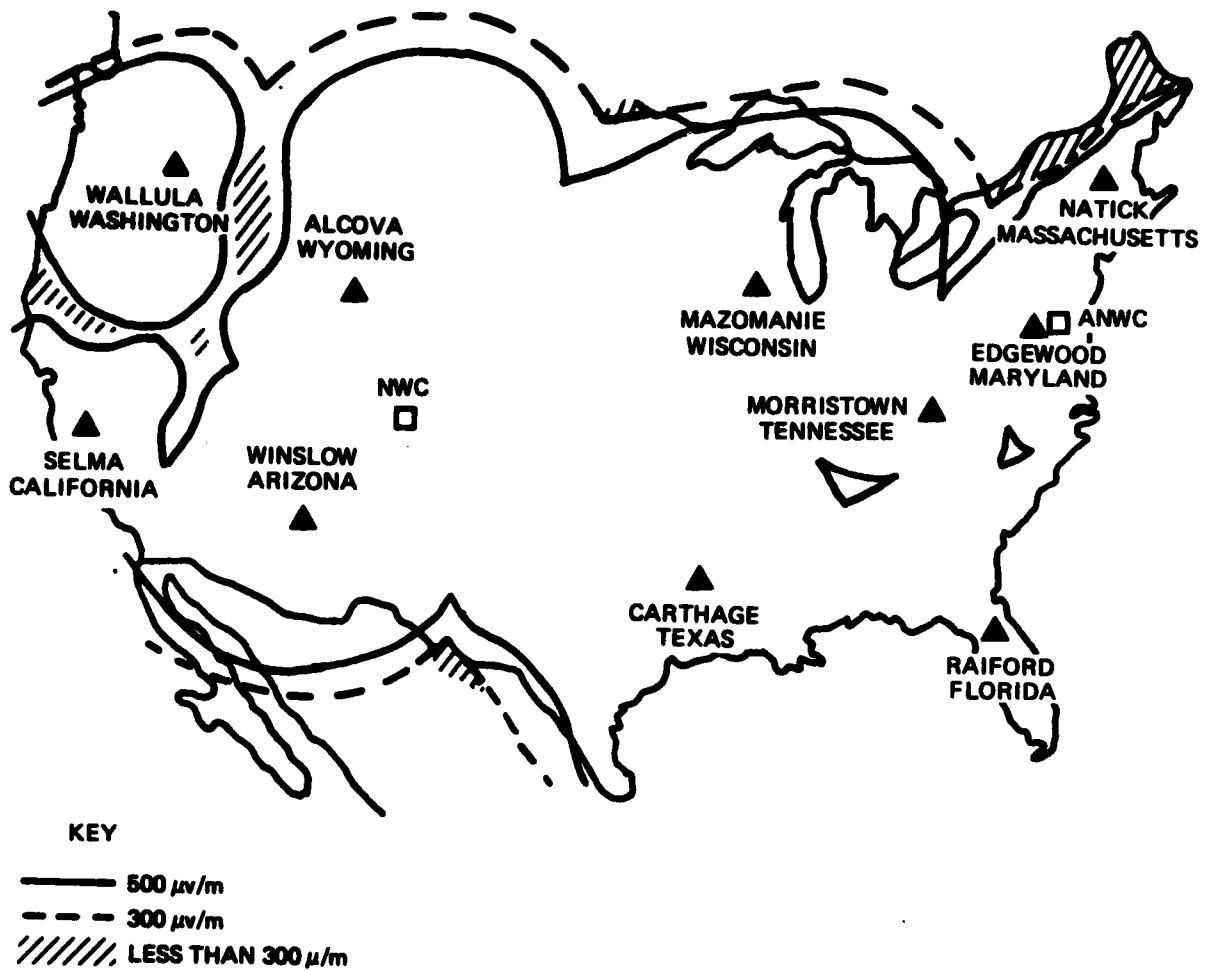 WALLULA
WASHINGTON
ALCOVA
WYOMING
NATICK
MASSACHUSETTS
MAZOMANIE
WISCONSIN
ANWC
EDGEWOOD
MARYLAND
NWC
MORRISTOWN
TENNESSEE
SELMA
CALIFORNIA
WINSLOW
ARIZONA
CARTHAGE
TEXAS
RAIFORD
FLORIDA
KEY
500 μv/m
300 μv/m
LESS THAN 300 μ/m